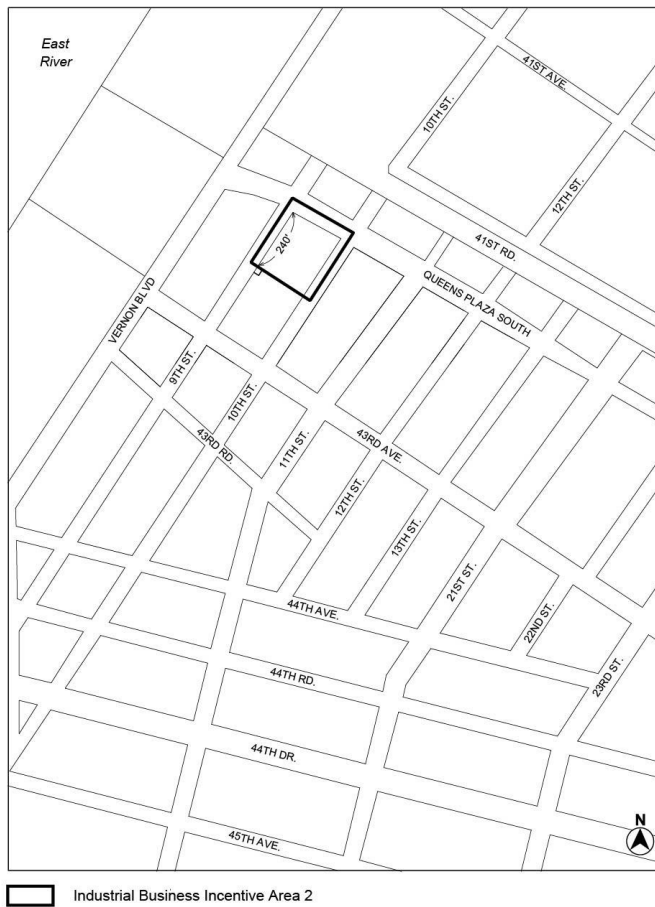 East
River
41ST AVE.
10TH ST.
12TH ST.
41ST RD.
240'
QUEENS PLAZA SOUTH
VERNON BLVD
9TH ST.
10TH ST.
43RD RD.
11TH ST.
43RD AVE.
12TH ST.
13TH ST.
21ST ST.
22ND ST.
23RD ST.
44TH AVE.
44TH RD.
44TH DR.
45TH AVE.
N
Industrial Business Incentive Area 2